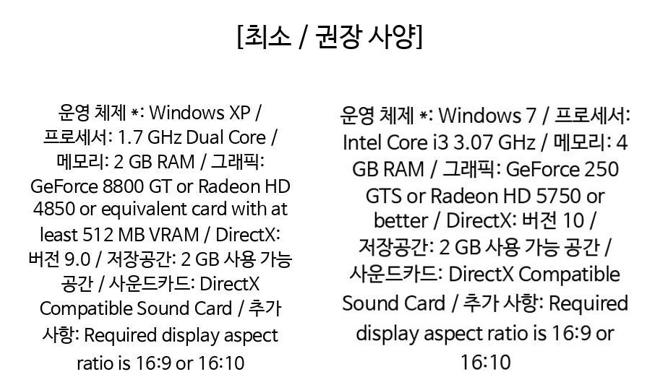 [최소 / 권장 사양]
운영 체제 *: Windows XP /
프로세서: 1.7 GHz Dual Core /
메모리: 2 GB RAM / 그래픽:
GeForce 8800 GT or Radeon HD
4850 or equivalent card with at
least 512 MB VRAM / DirectX:
버전 9.0 / 저장공간: 2 GB 사용 가능
공간 / 사운드카드: DirectX
Compatible Sound Card / 추가
사항: Required display aspect
ratio is 16:9 or 16:10
운영 체제 *: Windows 7 / 프로세서:
Intel Core i3 3.07 GHz / 메모리: 4
GB RAM / 그래픽: GeForce 250
GTS or Radeon HD 5750 or
better / DirectX: 버전 10 /
저장공간: 2 GB 사용 가능 공간 /
사운드카드: DirectX Compatible
Sound Card / 추가 사항: Required
display aspect ratio is 16:9 or
16:10